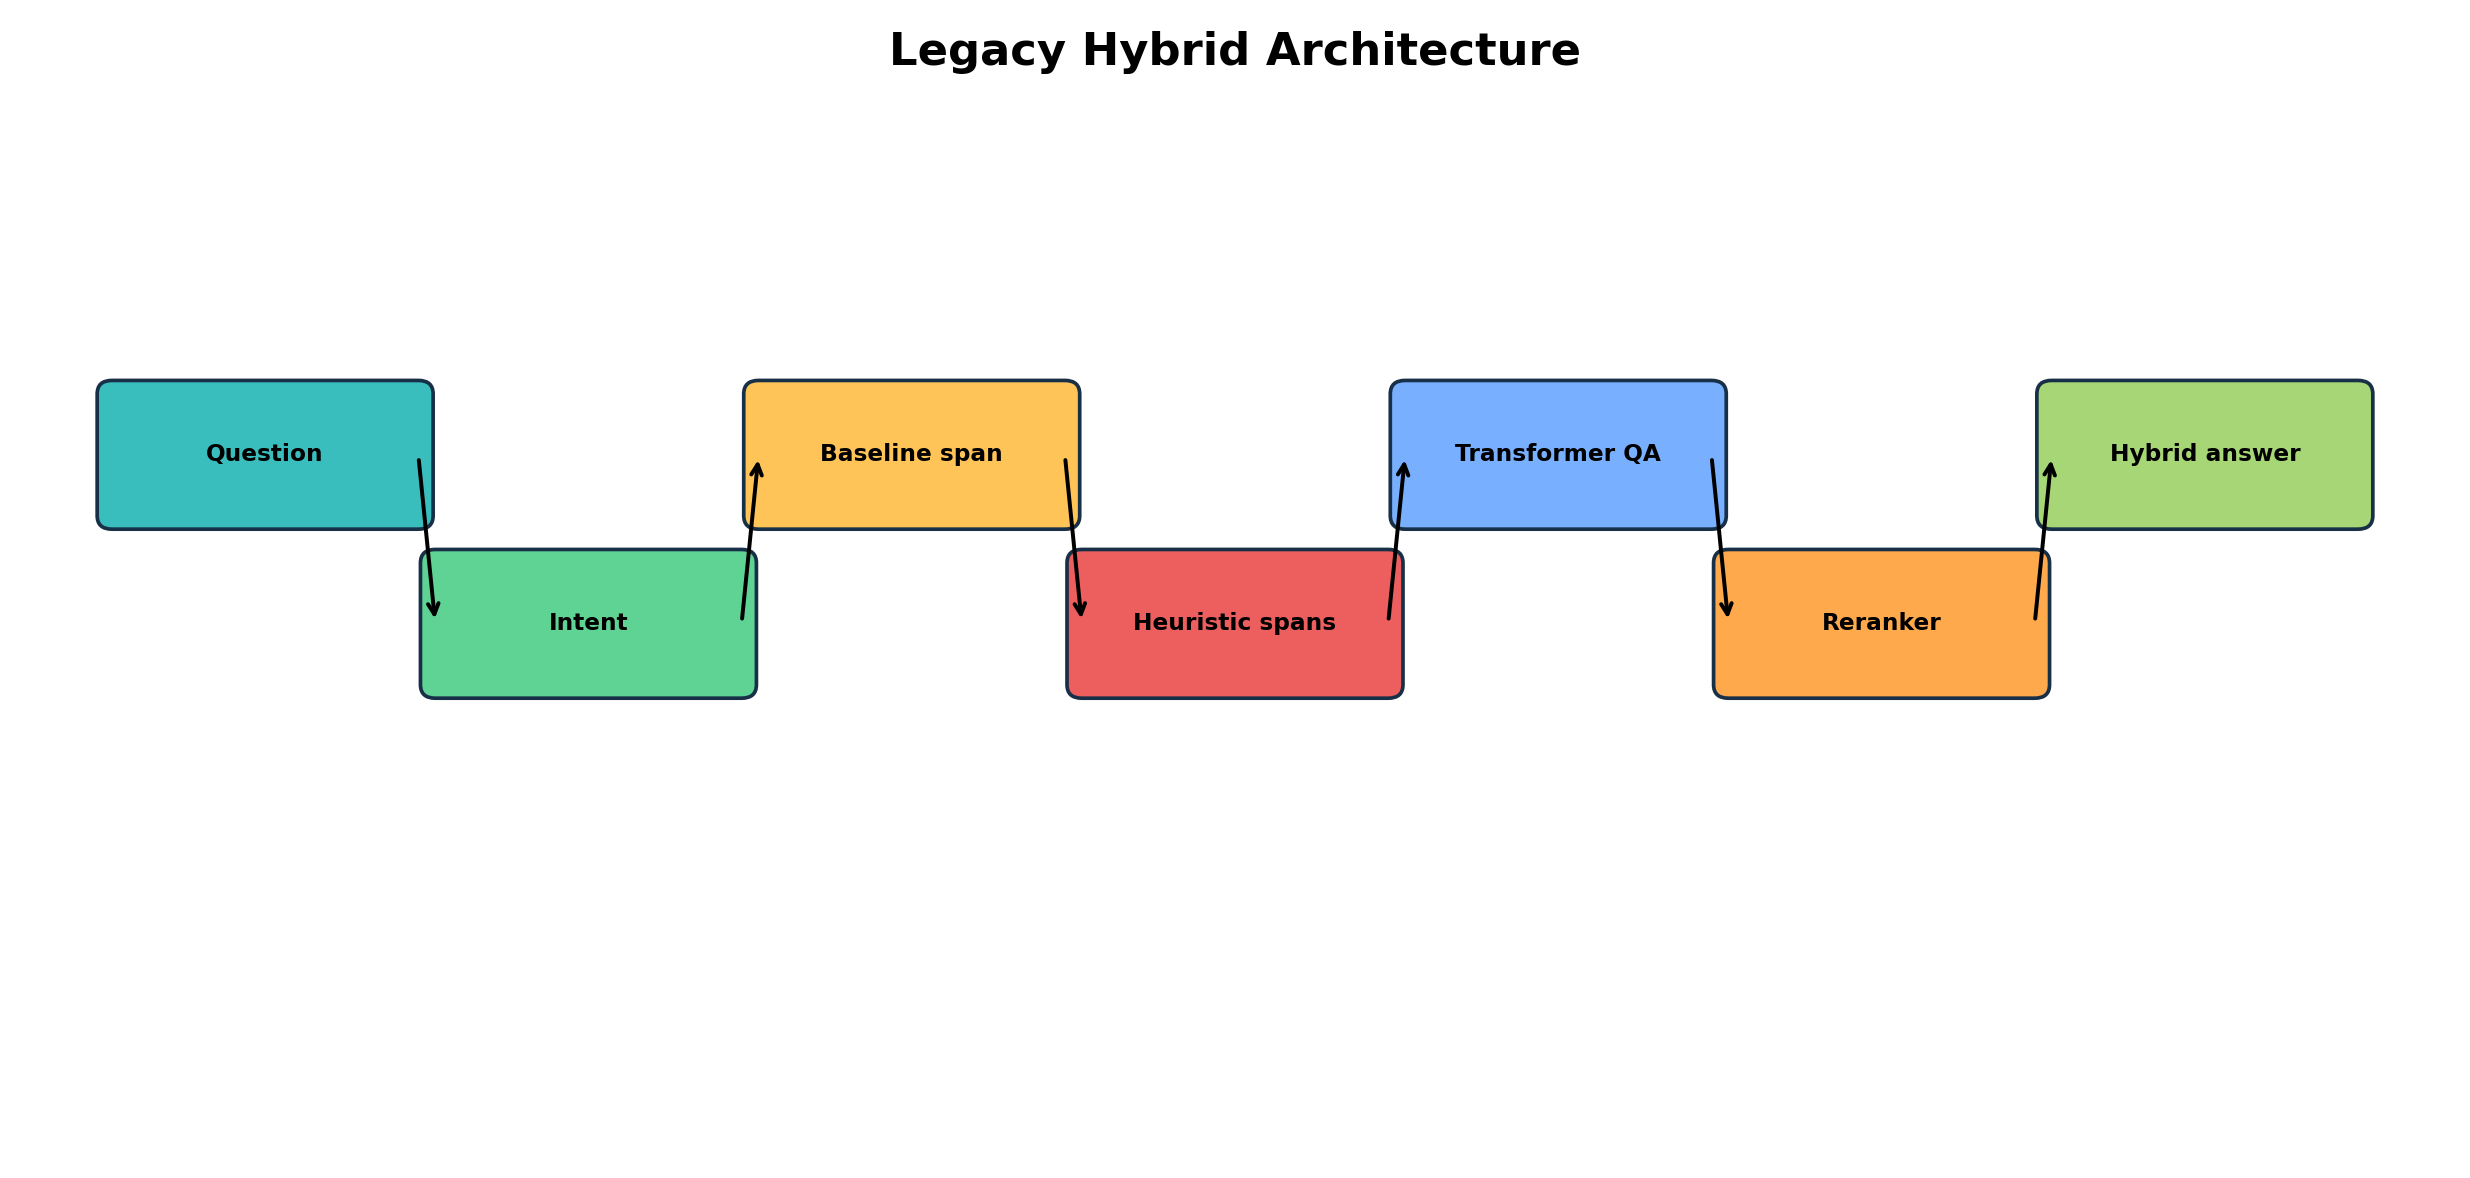 Legacy Hybrid Architecture
Question
Intent
Baseline span
Heuristic spans
Transformer QA
Reranker
Hybrid answer